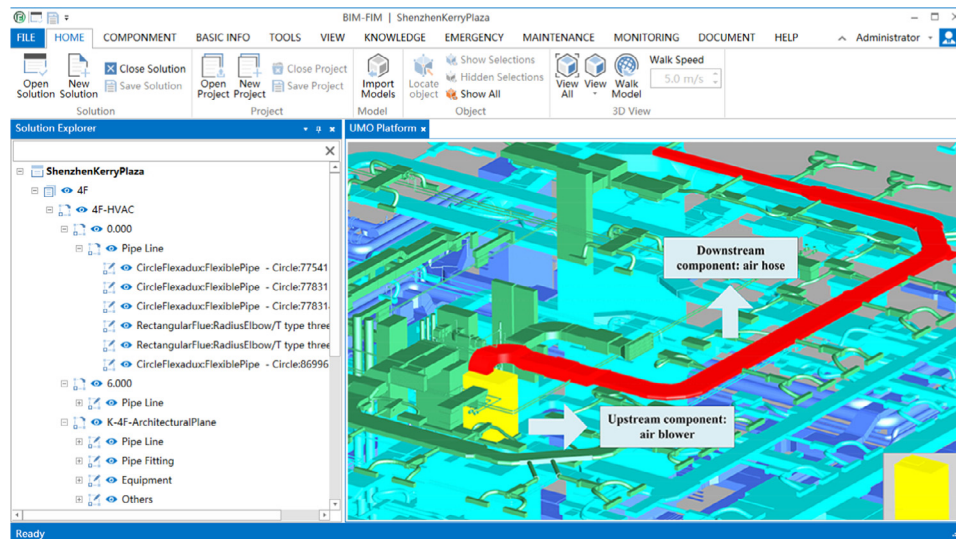 BIM-FIM | ShenzhenKerryPlaza
FILE HOME COMPONMENT BASIC INFO TOOLS VIEW KNOWLEDGE EMERGENCY MAINTENANCE MONITORING DOCUMENT HELP Administrator
Open Solution
New Solution
Close Solution
Save Solution
Solution
Open Project
New Project
Close Project
Save Project
Project
Import Models
Model
Locate object
Show Selections
Hidden Selections
Show All
Object
View All
View
Walk Model
Walk Speed
5.0 m/s
3D View
Solution Explorer
UMO Platform
ShenzhenKerryPlaza
4F
4F-HVAC
0.000
Pipe Line
CircleFlexadux:FlexiblePipe - Circle:77541
CircleFlexadux:FlexiblePipe - Circle:77831
CircleFlexadux:FlexiblePipe - Circle:77831
RectangularFlue:RadiusElbow/T type three
RectangularFlue:RadiusElbow/T type three
CircleFlexadux:FlexiblePipe - Circle:86996
6.000
Pipe Line
K-4F-ArchitecturalPlane
Pipe Line
Pipe Fitting
Equipment
Others
Downstream
component: air hose
Upstream component:
air blower
Ready